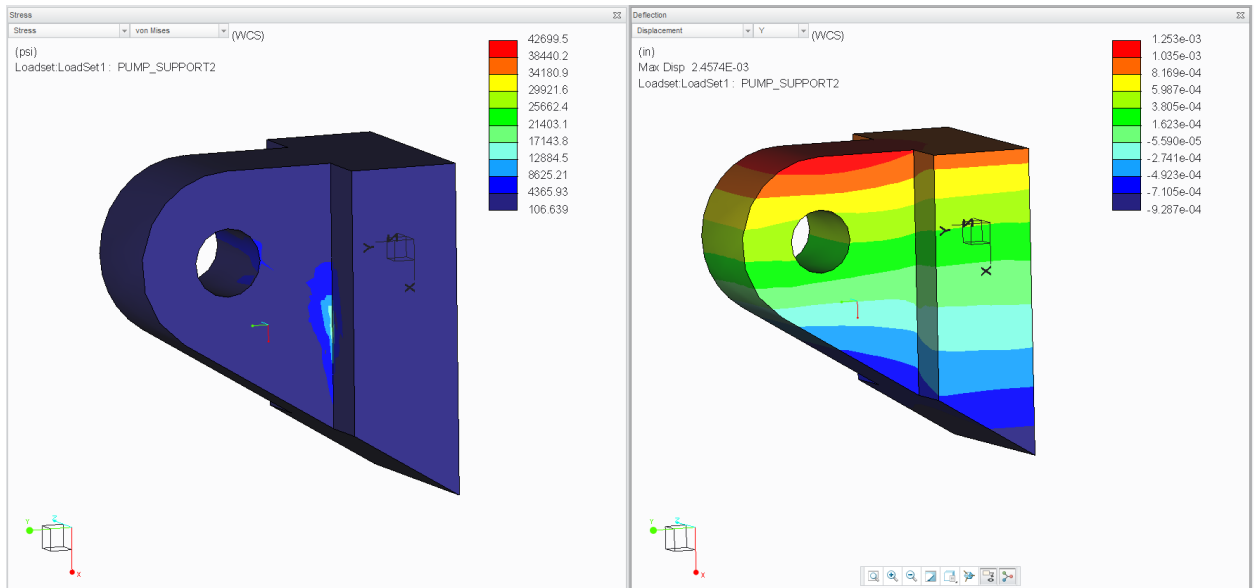 Stress
Stress von Mises (WCS)
(psi)
Loadset:LoadSet1 : PUMP_SUPPORT2
42699.5
38440.2
34180.9
29921.6
25662.4
21403.1
17143.8
12884.5
8625.21
4365.93
106.639
Y
X
Y Z
X
Deflection
Displacement Y (WCS)
(in)
Max Disp 2.4574E-03
Loadset:LoadSet1 : PUMP_SUPPORT2
1.253e-03
1.035e-03
8.169e-04
5.987e-04
3.805e-04
1.623e-04
-5.590e-05
-2.741e-04
-4.923e-04
-7.105e-04
-9.287e-04
Y
X
Y Z
X